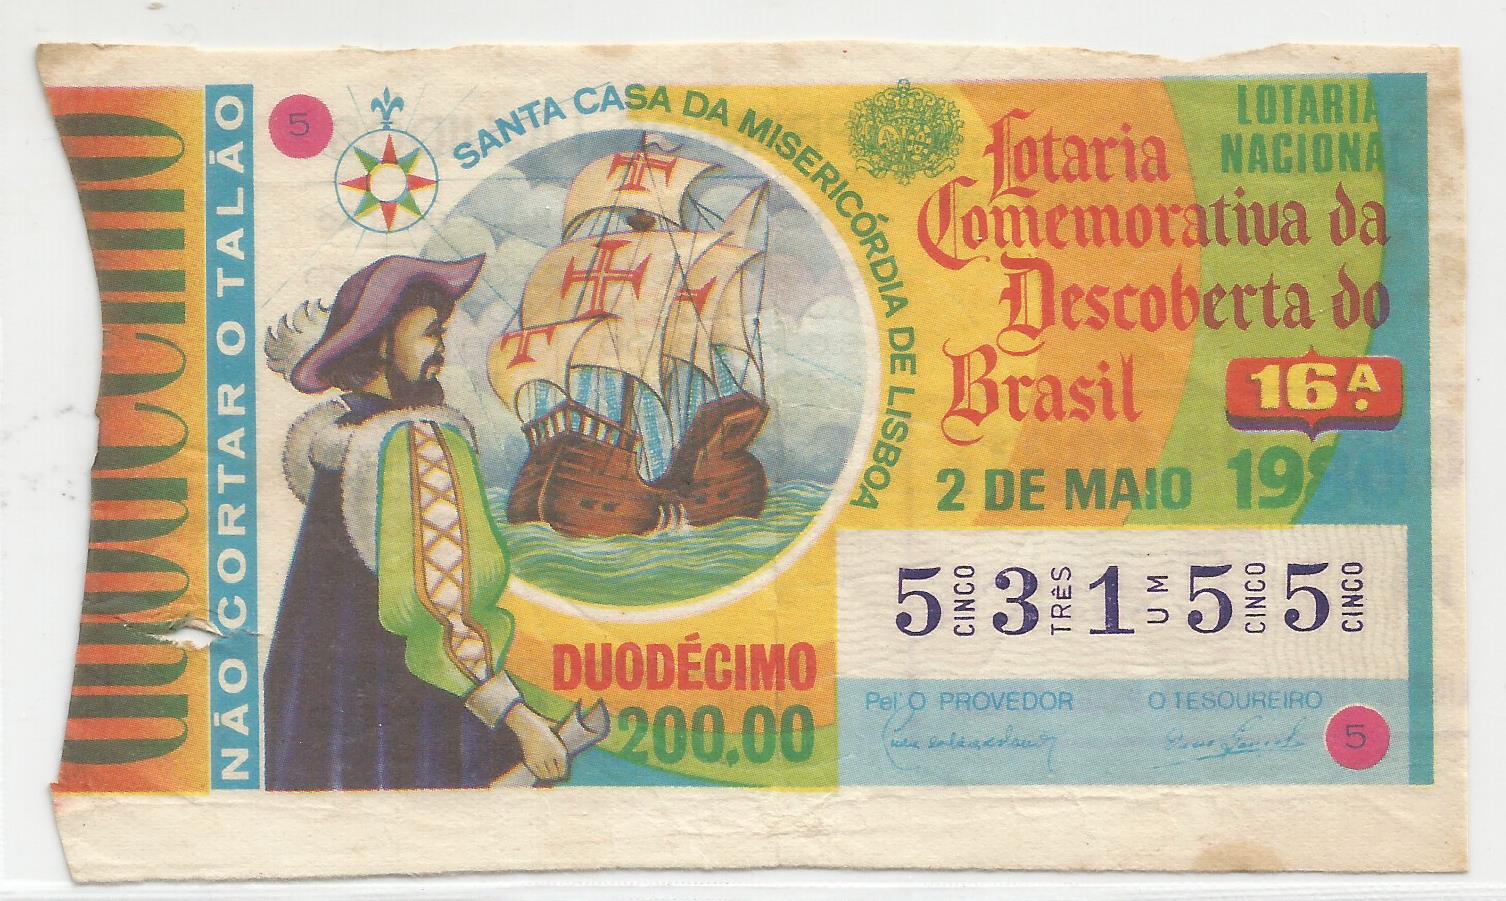 duodécimo
NÃO CORTAR O TALÃO
5
SANTA CASA DA MISERICÓRDIA DE LISBOA
LOTARIA
NACIONAL
Lotaria
Comemorativa da
Descoberta do
Brasil
16ª
2 DE MAIO 1980
5 CINCO 3 TRÊS 1 UM 5 CINCO 5 CINCO
DUODÉCIMO
200,00
Pel' O PROVEDOR
O TESOUREIRO
5